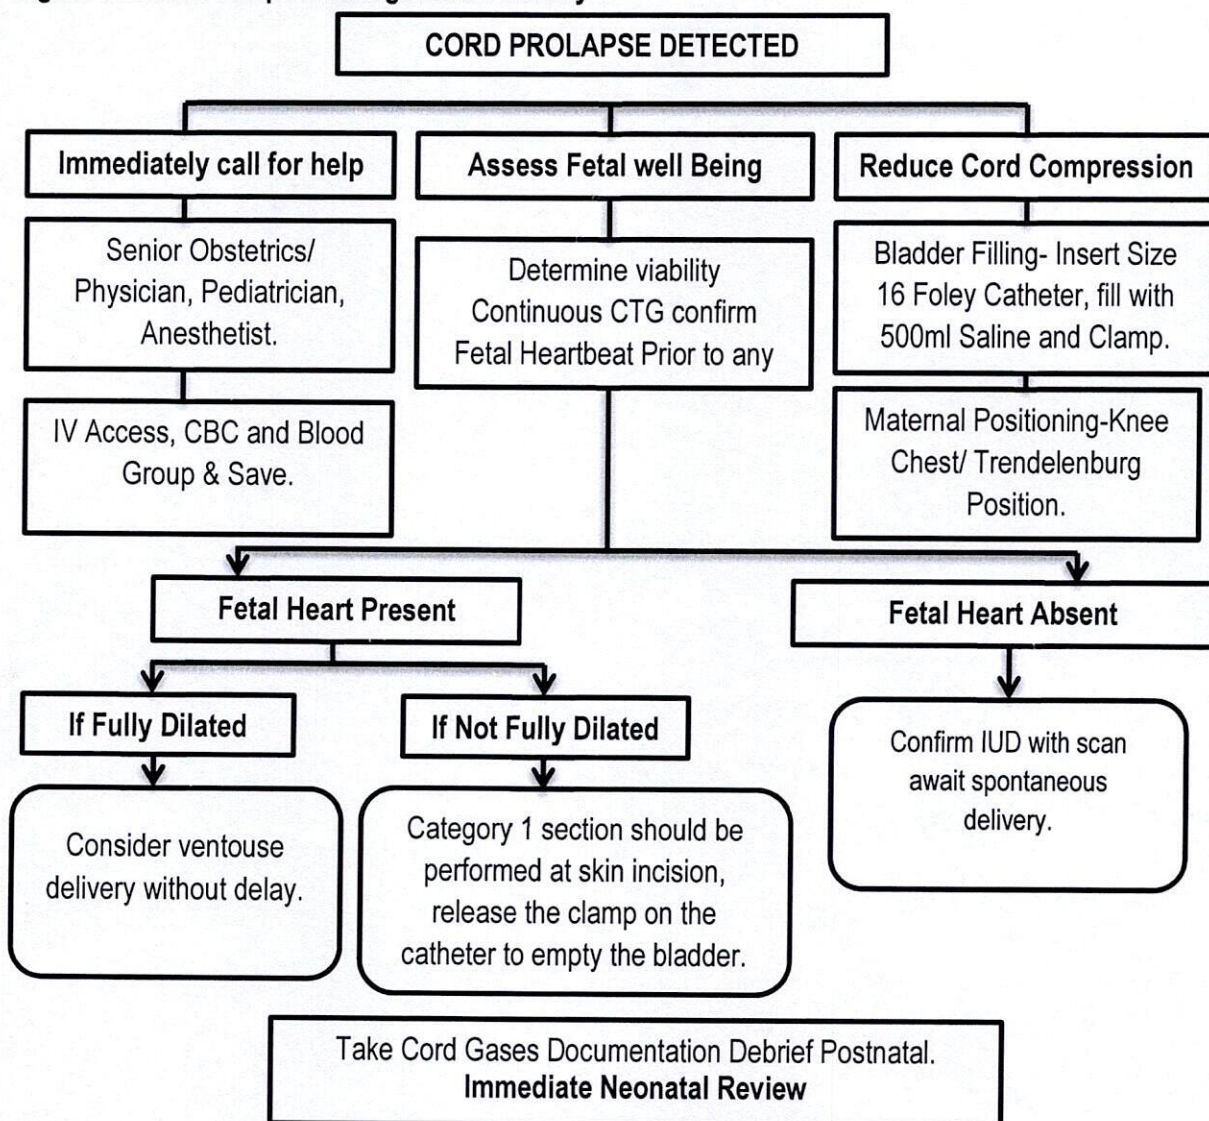 CORD PROLAPSE DETECTED
Immediately call for help
Assess Fetal well Being
Reduce Cord Compression
Senior Obstetrics/
Physician, Pediatrician,
Anesthetist.
Determine viability
Continuous CTG confirm
Fetal Heartbeat Prior to any
Bladder Filling- Insert Size
16 Foley Catheter, fill with
500ml Saline and Clamp.
IV Access, CBC and Blood
Group & Save.
Maternal Positioning-Knee
Chest/ Trendelenburg
Position.
Fetal Heart Present
Fetal Heart Absent
If Fully Dilated
If Not Fully Dilated
Consider ventouse
delivery without delay.
Category 1 section should be
performed at skin incision,
release the clamp on the
catheter to empty the bladder.
Confirm IUD with scan
await spontaneous
delivery.
Take Cord Gases Documentation Debrief Postnatal.
Immediate Neonatal Review